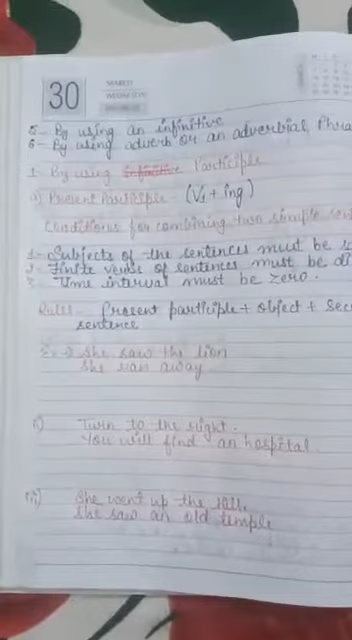 30
MARCH
WEDNESDAY
5- By using an infinitive
6- By using adverb or an adverbial Phra
1. By using infinitive Participle
a) Present Participle - (V1 + ing)
Conditions for combining two simple sen
1- Subjects of the sentences must be s
2- Finite verbs of sentences must be di
3- Time interval must be zero.
Rules - Present participle + object + Sec
sentence
Ex- i) She saw the lion
She ran away.
ii) Turn to the right.
You will find an hospital.
iii) She went up the hill.
She saw an old temple